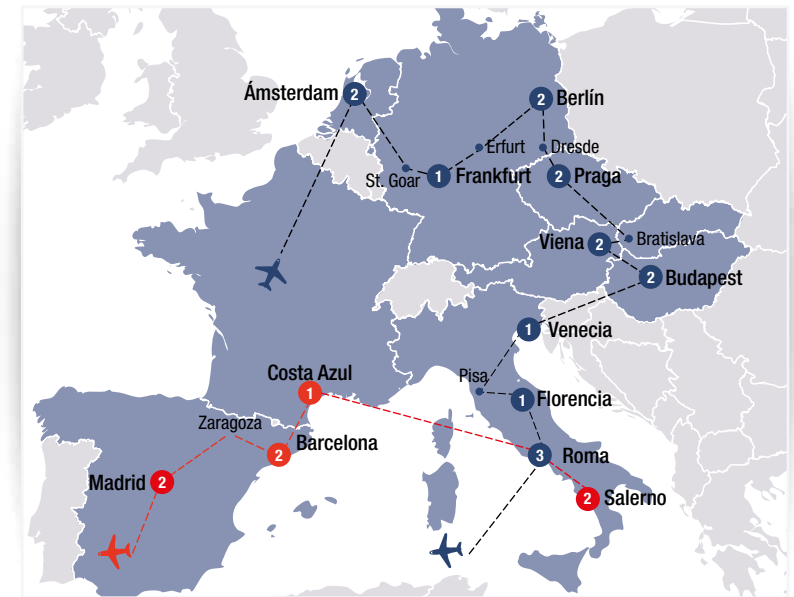 Ámsterdam 2
2 Berlín
Erfurt
Dresde
St. Goar
1 Frankfurt
2 Praga
Viena 2
Bratislava
2 Budapest
1 Venecia
Costa Azul
1
Pisa
1 Florencia
Zaragoza
2 Barcelona
3 Roma
Madrid 2
2 Salerno